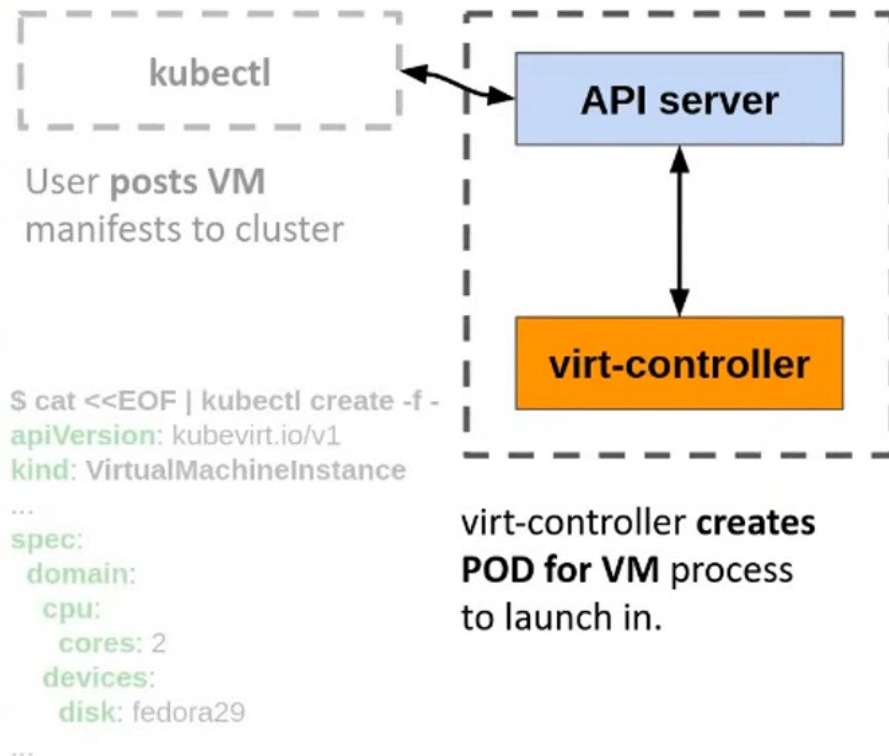 kubectl
API server
User posts VM
manifests to cluster
virt-controller
$ cat <<EOF | kubectl create -f -
apiVersion: kubevirt.io/v1
kind: VirtualMachineInstance
...
spec:
domain:
cpu:
cores: 2
devices:
disk: fedora29
...
virt-controller creates
POD for VM process
to launch in.